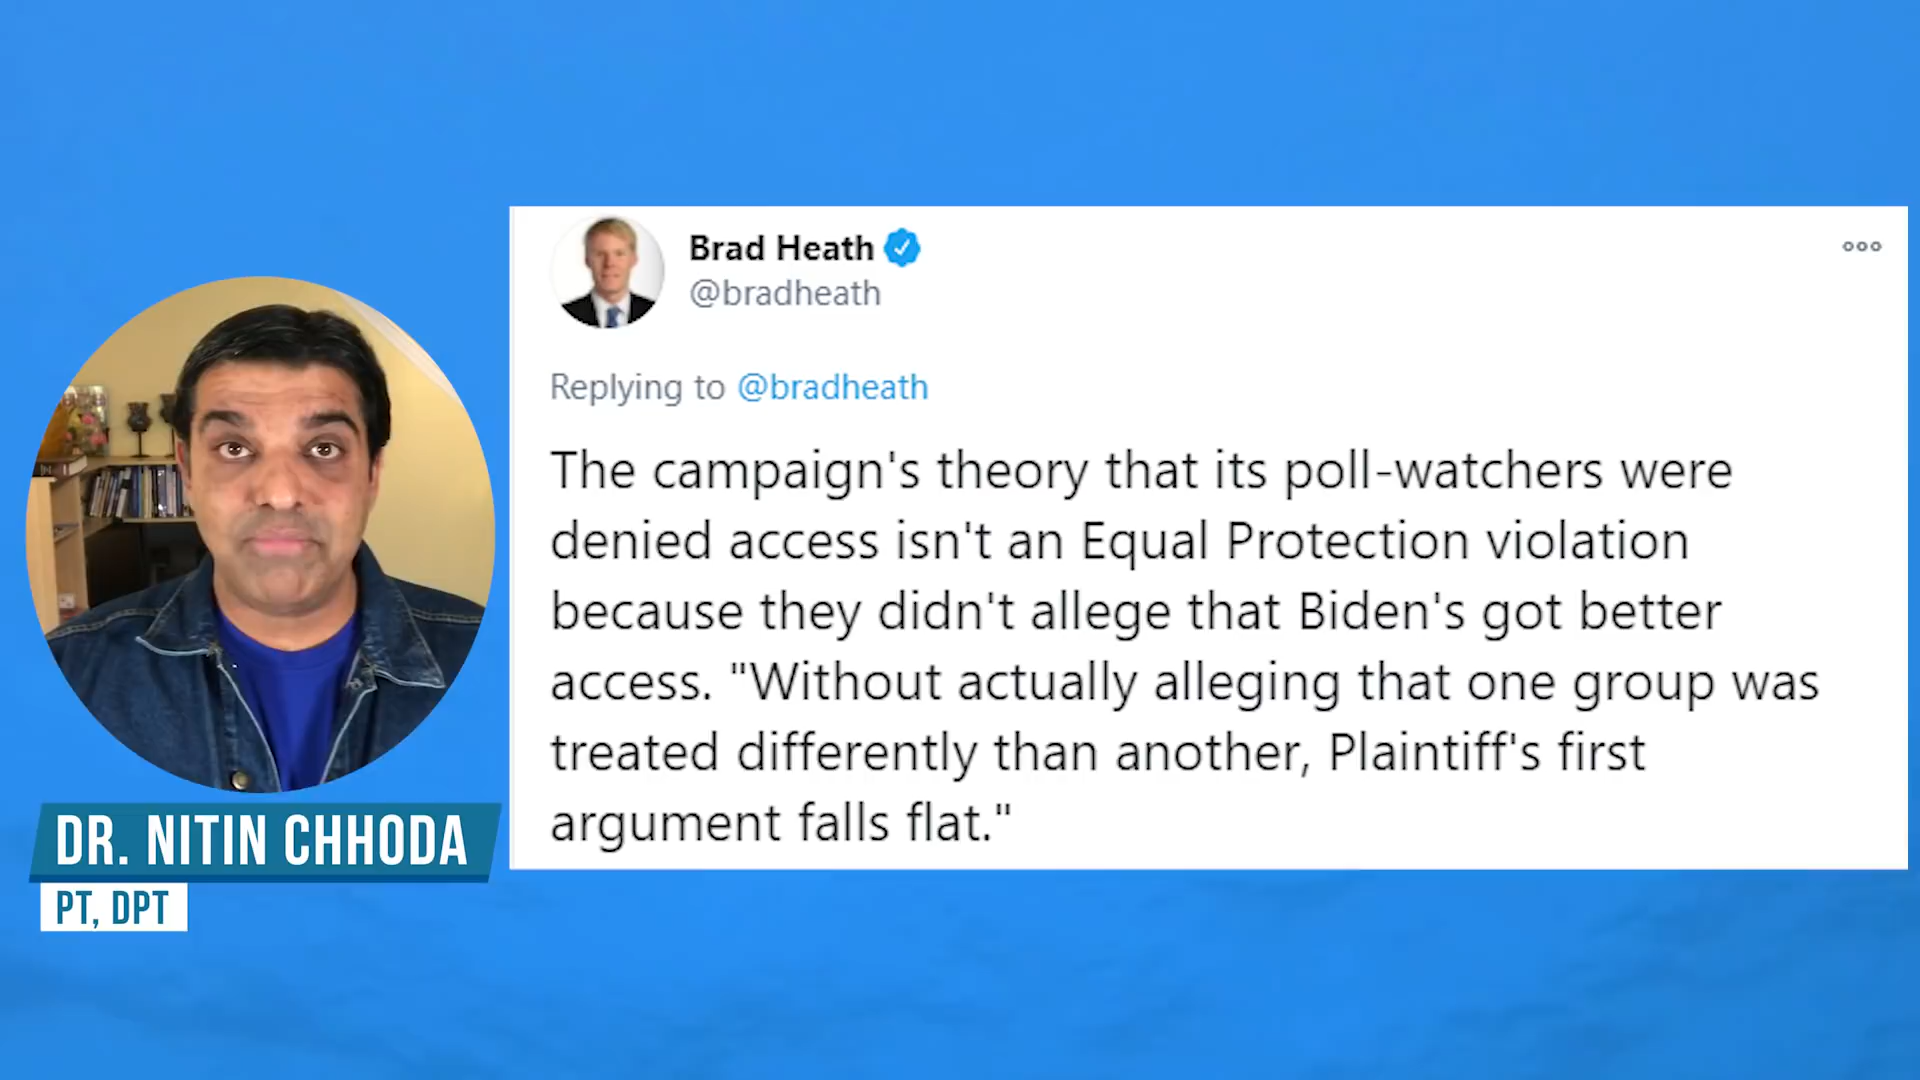 Brad Heath
@bradheath
Replying to @bradheath
The campaign's theory that its poll-watchers were
denied access isn't an Equal Protection violation
because they didn't allege that Biden's got better
access. "Without actually alleging that one group was
treated differently than another, Plaintiff's first
argument falls flat."
DR. NITIN CHHODA
PT, DPT